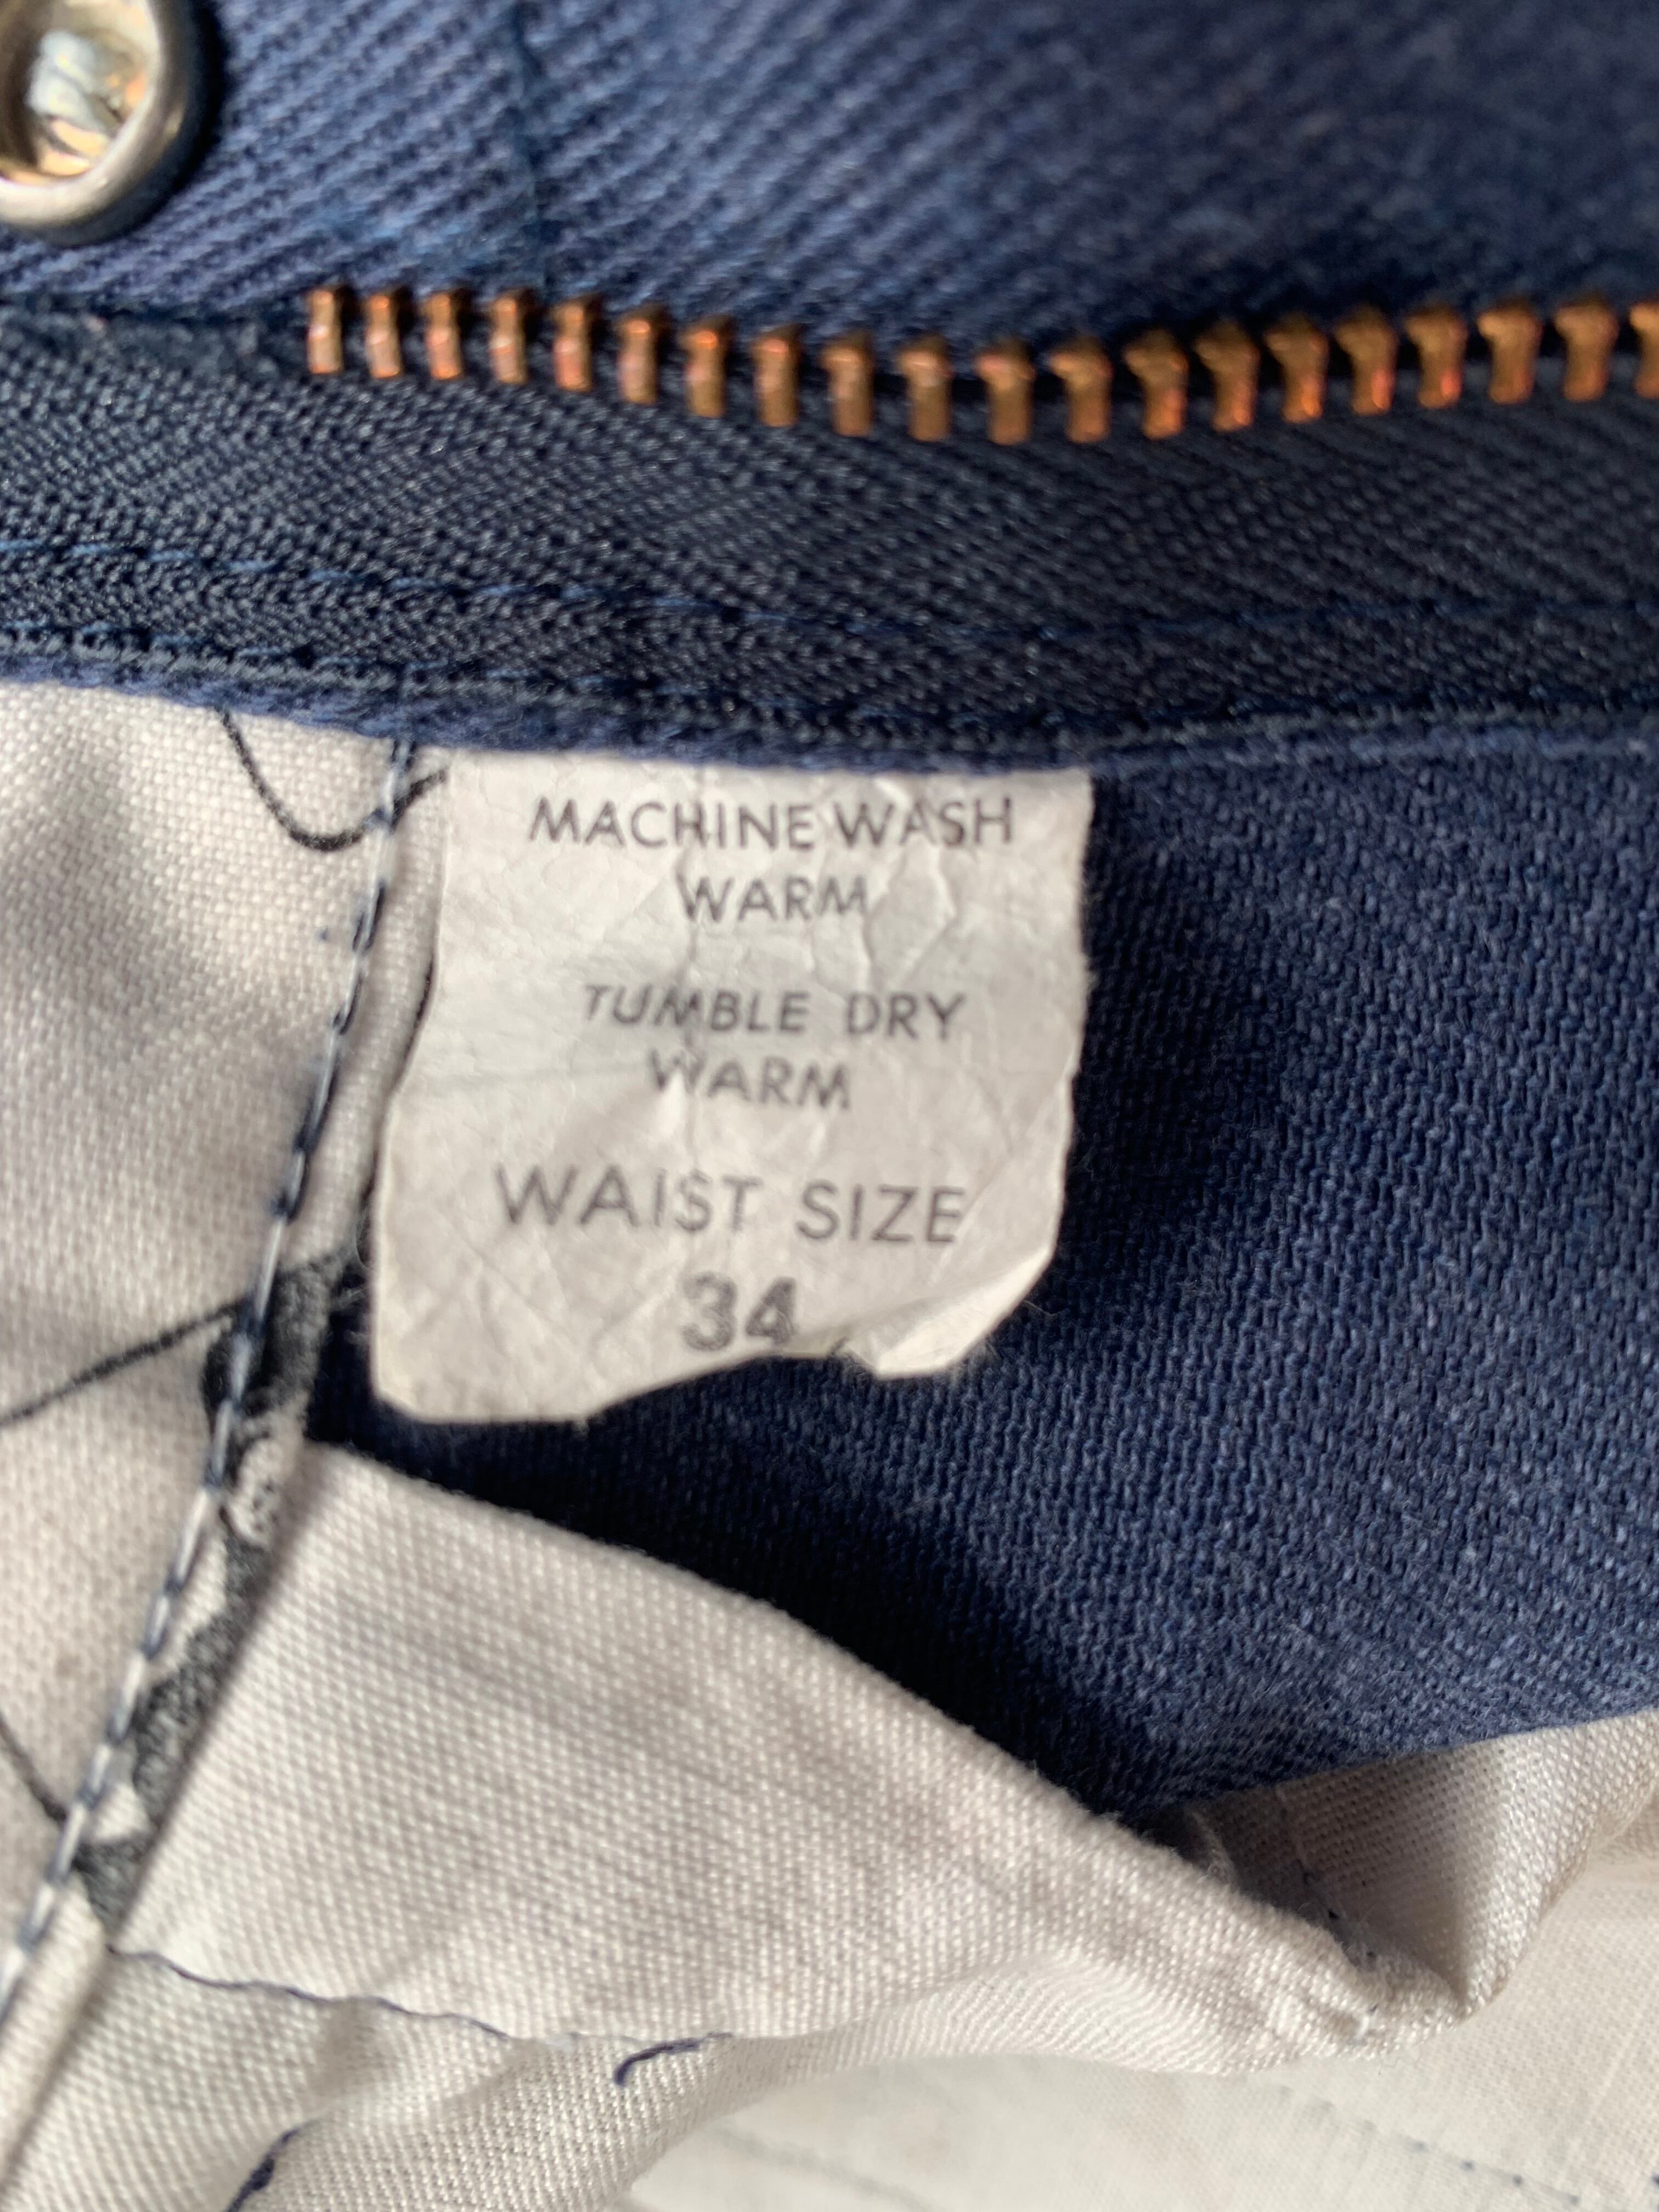 MACHINE WASH
WARM
TUMBLE DRY
WARM
WAIST SIZE
34